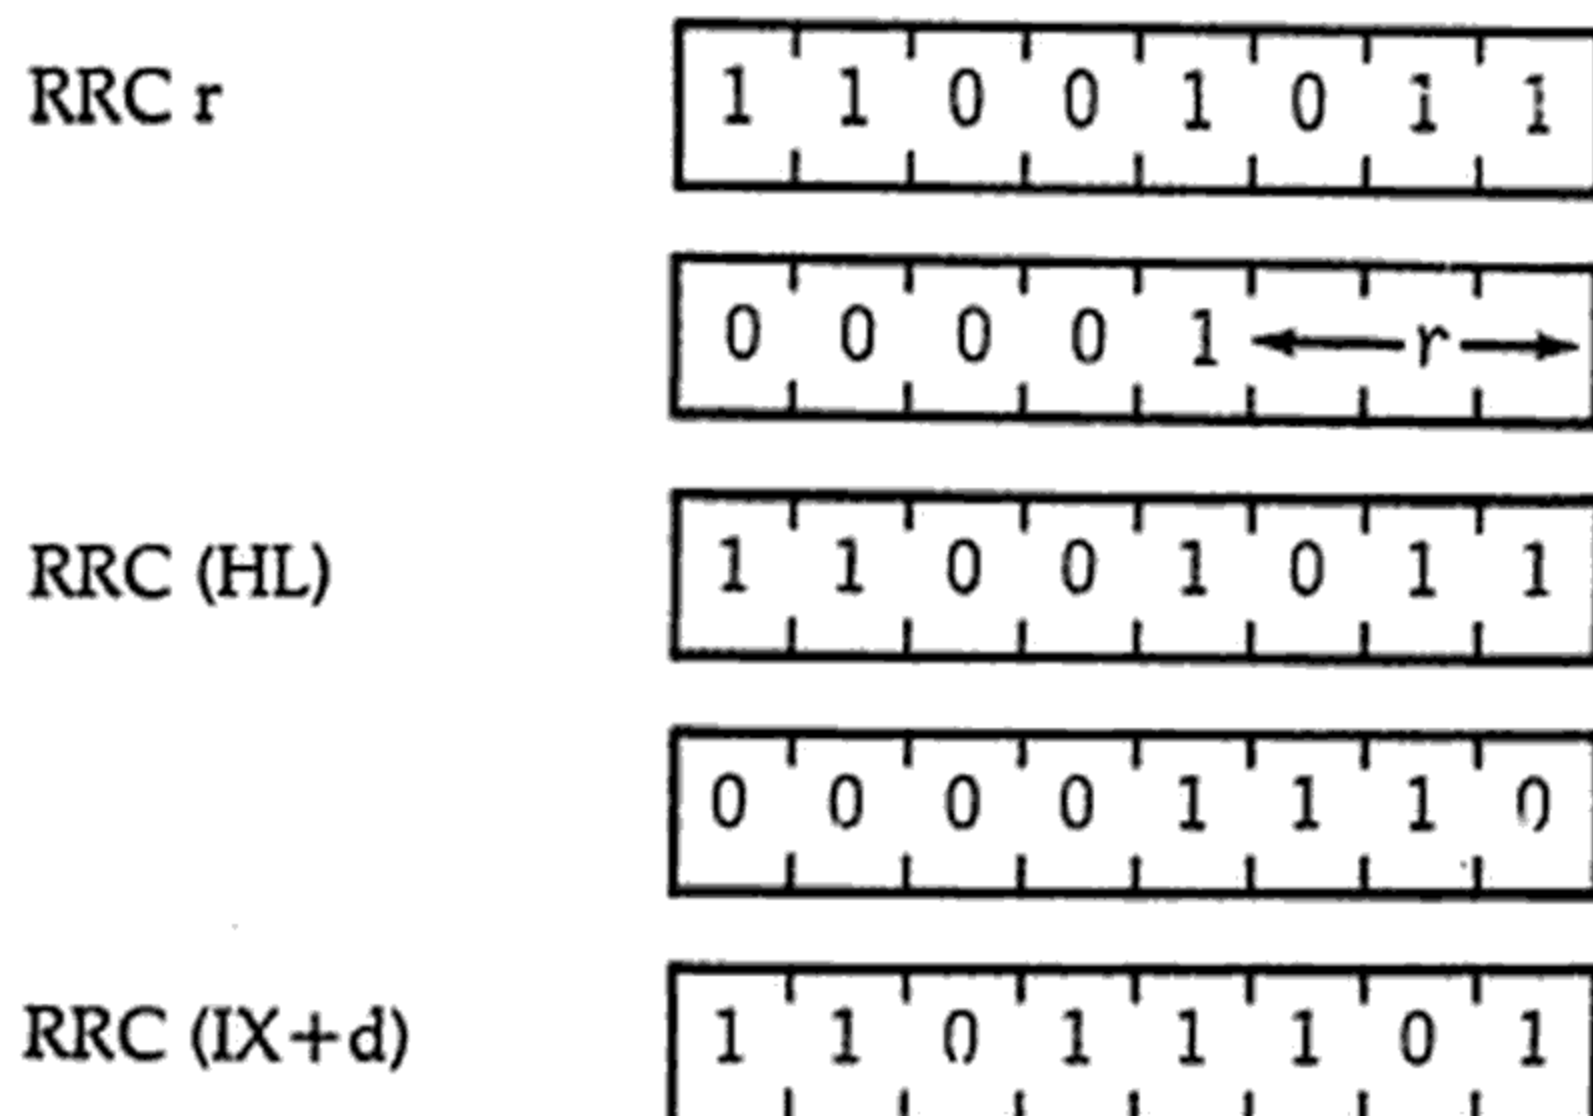 RRC r 1 1 0 0 1 0 1 1
0 0 0 0 1 r
RRC (HL) 1 1 0 0 1 0 1 1
0 0 0 0 1 1 1 0
RRC (IX+d) 1 1 0 1 1 1 0 1